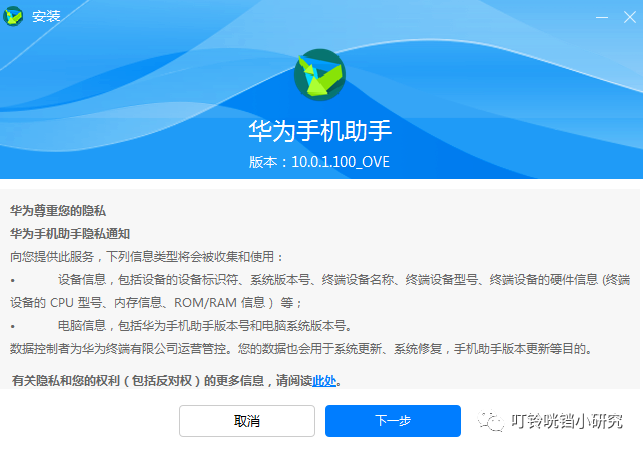 安装
华为手机助手
版本：10.0.1.100_OVE
华为尊重您的隐私
华为手机助手隐私通知
向您提供此服务，下列信息类型将会被收集和使用：
• 设备信息，包括设备的设备标识符、系统版本号、终端设备名称、终端设备型号、终端设备的硬件信息 (终端
设备的 CPU 型号、内存信息、ROM/RAM 信息 ）等；
• 电脑信息，包括华为手机助手版本号和电脑系统版本号。
数据控制者为华为终端有限公司运营管控。您的数据也会用于系统更新、系统修复，手机助手版本更新等目的。
有关隐私和您的权利（包括反对权）的更多信息，请阅读此处。
取消 下一步 叮铃咣铛小研究